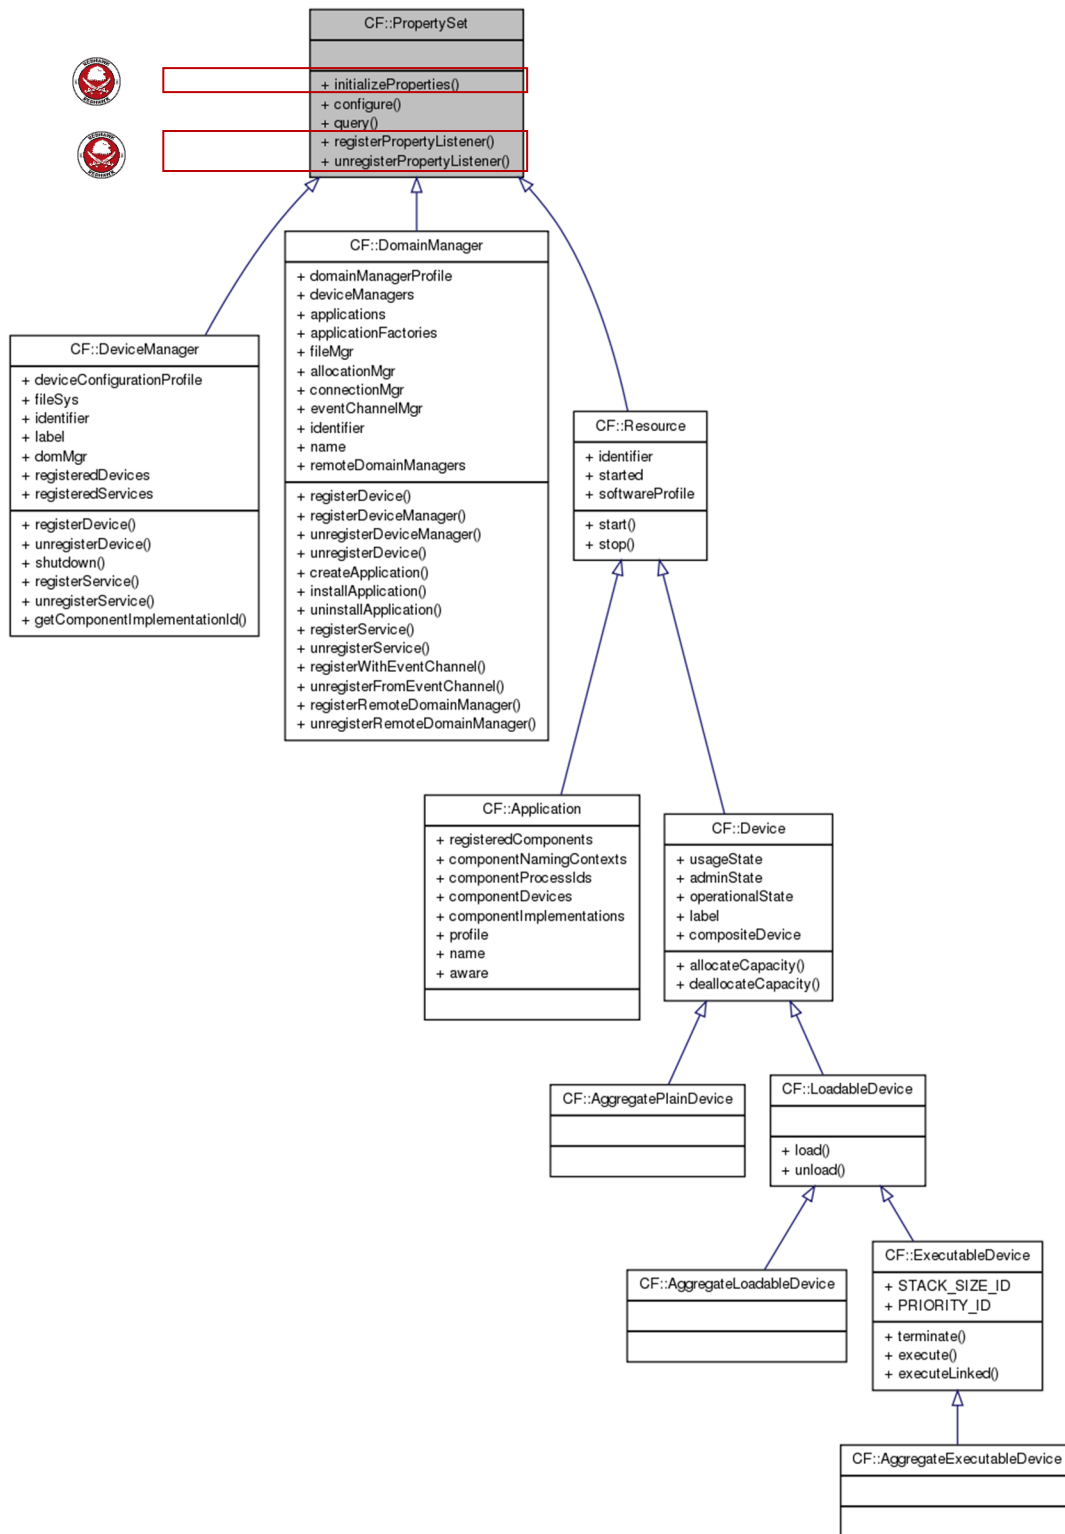 CF::PropertySet
+ initializeProperties()
+ configure()
+ query()
+ registerPropertyListener()
+ unregisterPropertyListener()
REDHAWK
REDHAWK
REDHAWK
REDHAWK
CF::DomainManager
+ domainManagerProfile
+ deviceManagers
+ applications
+ applicationFactories
+ fileMgr
+ allocationMgr
+ connectionMgr
+ eventChannelMgr
+ identifier
+ name
+ remoteDomainManagers
+ registerDevice()
+ registerDeviceManager()
+ unregisterDeviceManager()
+ unregisterDevice()
+ createApplication()
+ installApplication()
+ uninstallApplication()
+ registerService()
+ unregisterService()
+ registerWithEventChannel()
+ unregisterFromEventChannel()
+ registerRemoteDomainManager()
+ unregisterRemoteDomainManager()
CF::DeviceManager
+ deviceConfigurationProfile
+ fileSys
+ identifier
+ label
+ domMgr
+ registeredDevices
+ registeredServices
+ registerDevice()
+ unregisterDevice()
+ shutdown()
+ registerService()
+ unregisterService()
+ getComponentImplementationId()
CF::Resource
+ identifier
+ started
+ softwareProfile
+ start()
+ stop()
CF::Application
+ registeredComponents
+ componentNamingContexts
+ componentProcessIds
+ componentDevices
+ componentImplementations
+ profile
+ name
+ aware
CF::Device
+ usageState
+ adminState
+ operationalState
+ label
+ compositeDevice
+ allocateCapacity()
+ deallocateCapacity()
CF::AggregatePlainDevice
CF::LoadableDevice
+ load()
+ unload()
CF::AggregateLoadableDevice
CF::ExecutableDevice
+ STACK_SIZE_ID
+ PRIORITY_ID
+ terminate()
+ execute()
+ executeLinked()
CF::AggregateExecutableDevice